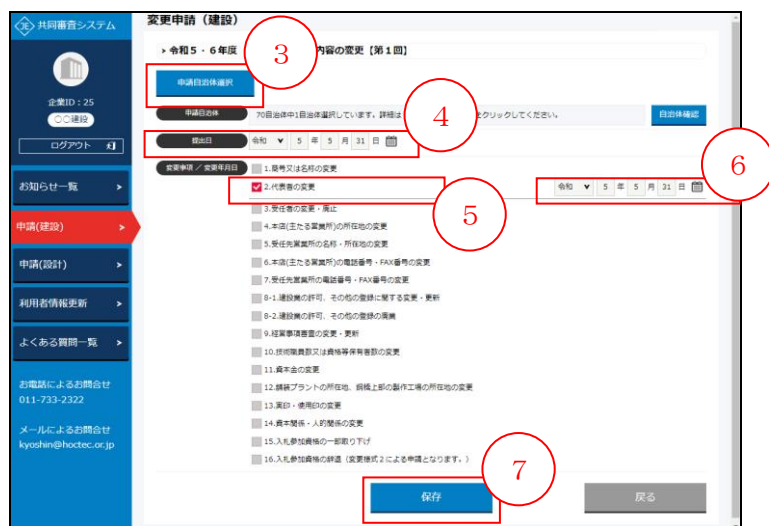 共同審査システム
企業ID：25
〇〇建設
ログアウト
お知らせ一覧
申請(建設)
申請(設計)
利用者情報更新
よくある質問一覧
お電話によるお問合せ
011-733-2322
メールによるお問合せ
kyoshin@hoctec.or.jp
変更申請（建設）
令和5・6年度
内容の変更【第1回】
③
申請自治体選択
申請自治体
70自治体中1自治体選択しています。詳細は
をクリックしてください。
自治体確認
④
提出日
令和 5 年 5 月 31 日
変更事項 / 変更年月日
1.商号又は名称の変更
2.代表者の変更
令和 5 年 5 月 31 日
⑥
⑤
3.受任者の変更・廃止
4.本店(主たる営業所)の所在地の変更
5.受任先営業所の名称・所在地の変更
6.本店(主たる営業所)の電話番号・FAX番号の変更
7.受任先営業所の電話番号・FAX番号の変更
8-1.建設業の許可、その他の登録に関する変更・更新
8-2.建設業の許可、その他の登録の廃業
9.経営事項審査の変更・更新
10.技術職員数又は資格等保有者数の変更
11.資本金の変更
12.舗装プラントの所在地、鋼橋上部の製作工場の所在地の変更
13.実印・使用印の変更
14.資本関係・人的関係の変更
15.入札参加資格の一部取り下げ
16.入札参加資格の辞退（変更様式2による申請となります。）
⑦
保存
戻る